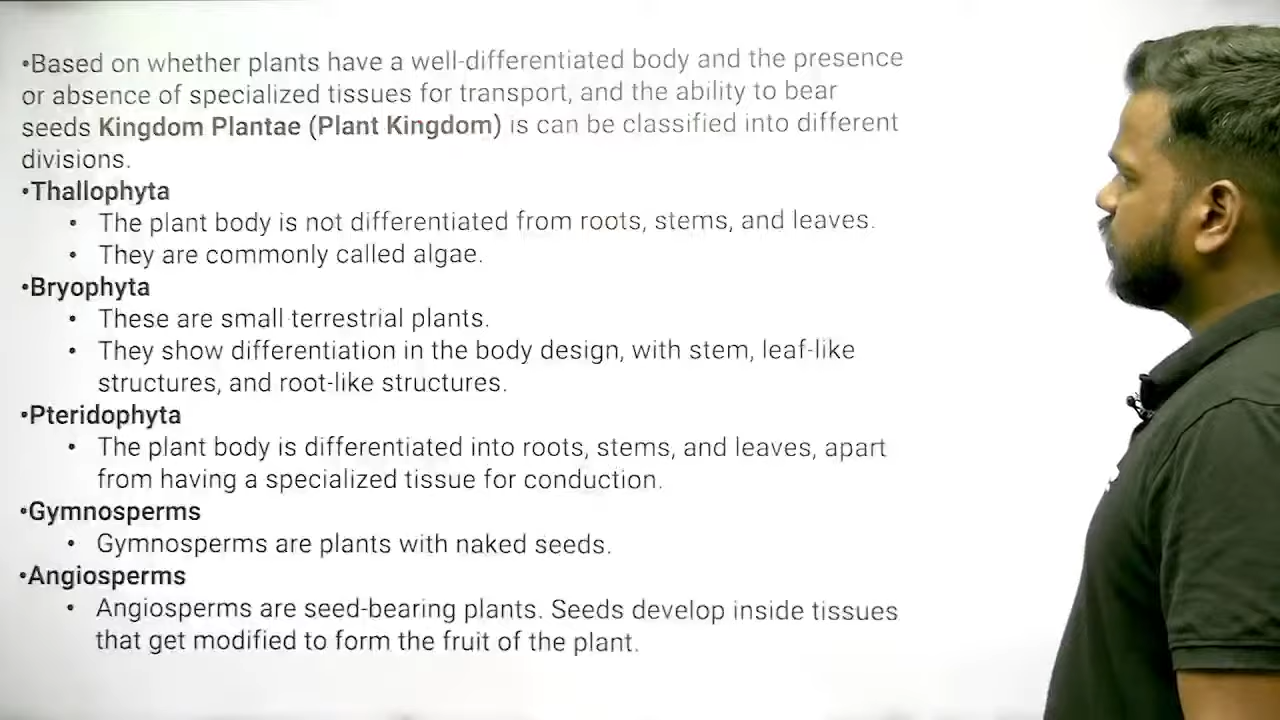 •Based on whether plants have a well-differentiated body and the presence
or absence of specialized tissues for transport, and the ability to bear
seeds Kingdom Plantae (Plant Kingdom) is can be classified into different
divisions.
•Thallophyta
• The plant body is not differentiated from roots, stems, and leaves.
• They are commonly called algae.
•Bryophyta
• These are small terrestrial plants.
• They show differentiation in the body design, with stem, leaf-like
structures, and root-like structures.
•Pteridophyta
• The plant body is differentiated into roots, stems, and leaves, apart
from having a specialized tissue for conduction.
•Gymnosperms
• Gymnosperms are plants with naked seeds.
•Angiosperms
• Angiosperms are seed-bearing plants. Seeds develop inside tissues
that get modified to form the fruit of the plant.